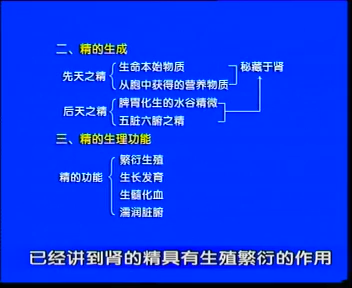 二、精的生成
先天之精 生命本始物质 秘藏于肾
从胞中获得的营养物质
后天之精 脾胃化生的水谷精微
五脏六腑之精
三、精的生理功能
精的功能 繁衍生殖
生长发育
生髓化血
濡润脏腑
已经讲到肾的精具有生殖繁衍的作用